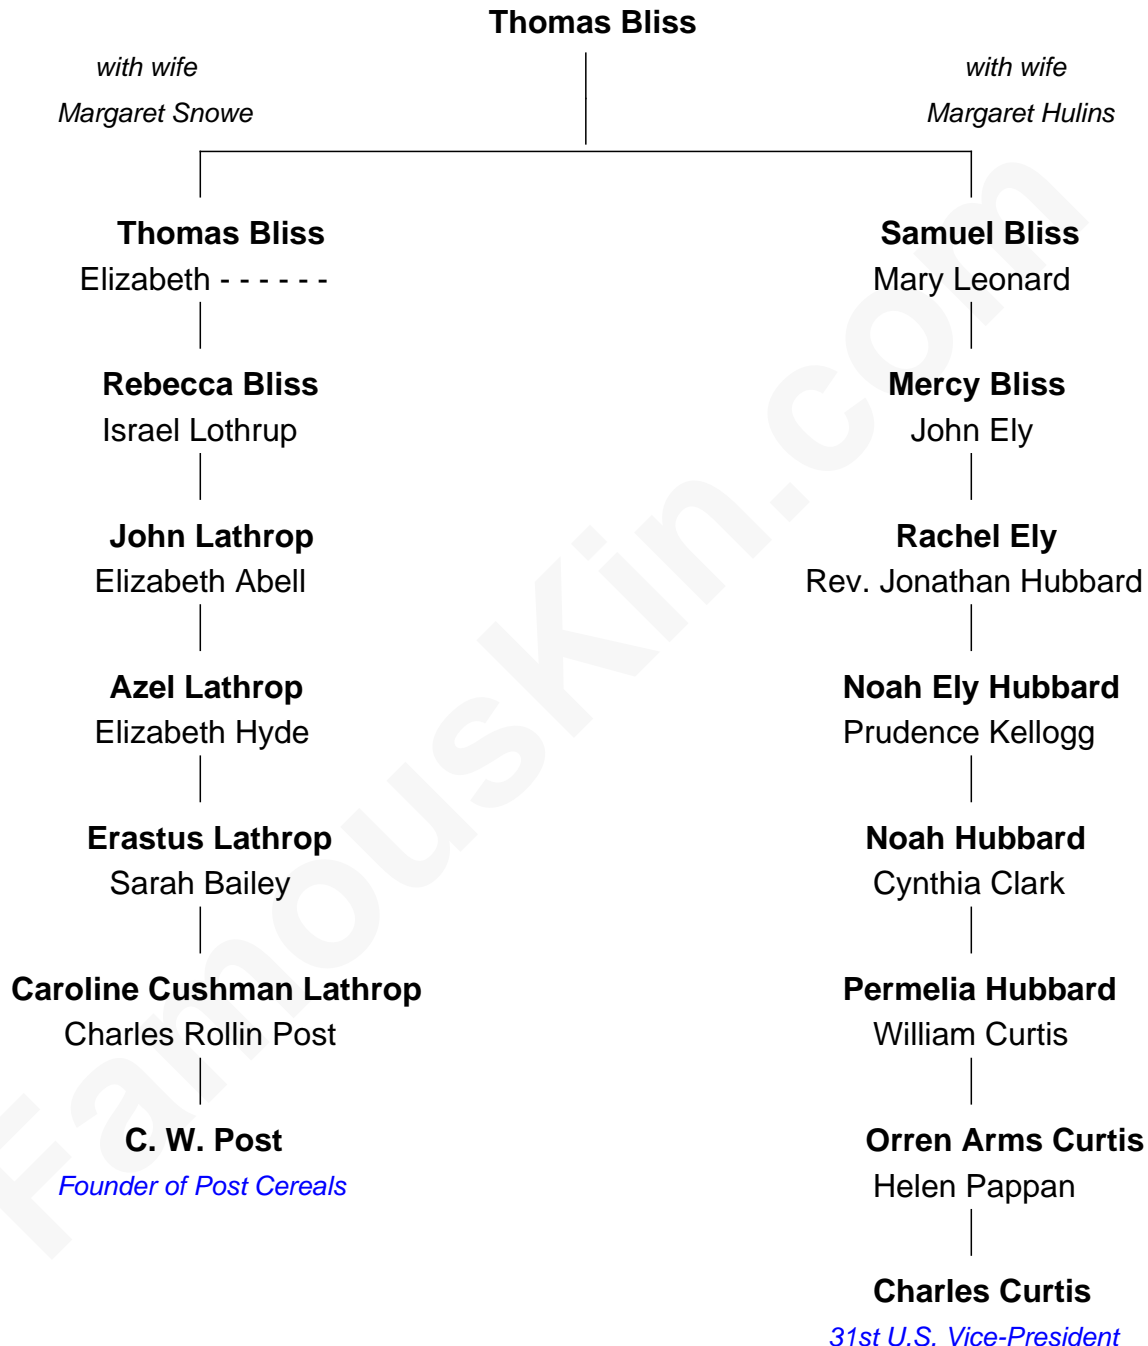 Thomas Bliss
with wife
Margaret Snowe
with wife
Margaret Hulins
Thomas Bliss
Elizabeth - - - - - -
Samuel Bliss
Mary Leonard
Rebecca Bliss
Israel Lothrup
Mercy Bliss
John Ely
John Lathrop
Elizabeth Abell
Rachel Ely
Rev. Jonathan Hubbard
Azel Lathrop
Elizabeth Hyde
Noah Ely Hubbard
Prudence Kellogg
Erastus Lathrop
Sarah Bailey
Noah Hubbard
Cynthia Clark
Caroline Cushman Lathrop
Charles Rollin Post
Permelia Hubbard
William Curtis
C. W. Post
Founder of Post Cereals
Orren Arms Curtis
Helen Pappan
Charles Curtis
31st U.S. Vice-President
FamousKin.com